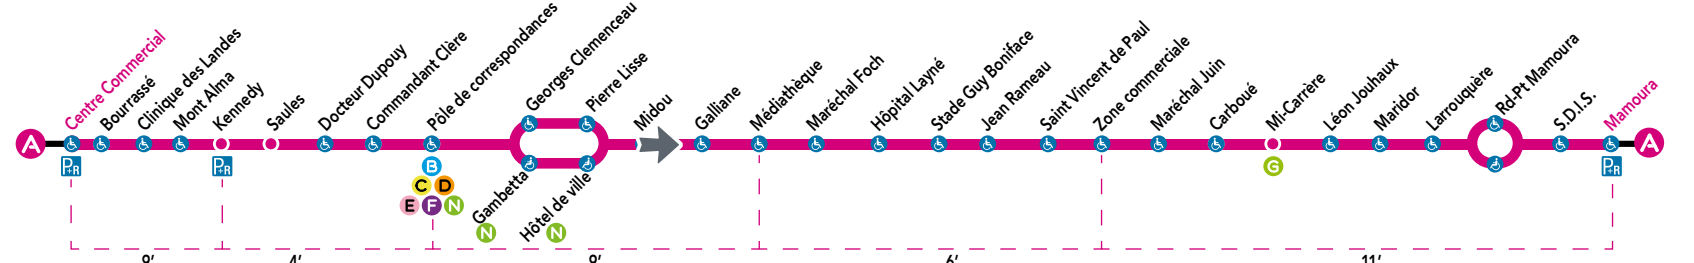 A
Centre Commercial
Bourrassé
Clinique des Landes
Mont Alma
Kennedy
Saules
Docteur Dupouy
Commandant Clère
Pôle de correspondances
Georges Clemenceau
Pierre Lisse
Midou
Galliane
Médiathèque
Maréchal Foch
Hôpital Layné
Stade Guy Boniface
Jean Rameau
Saint Vincent de Paul
Zone commerciale
Maréchal Juin
Carboué
Mi-Carrère
Léon Jouhaux
Maridor
Larrouquère
Rd-Pt Mamoura
S.D.I.S.
Mamoura
A
P+R
P+R
B
C D
E F N
Gambetta
N
Hôtel de ville
N
G
P+R
4’
6’
11’